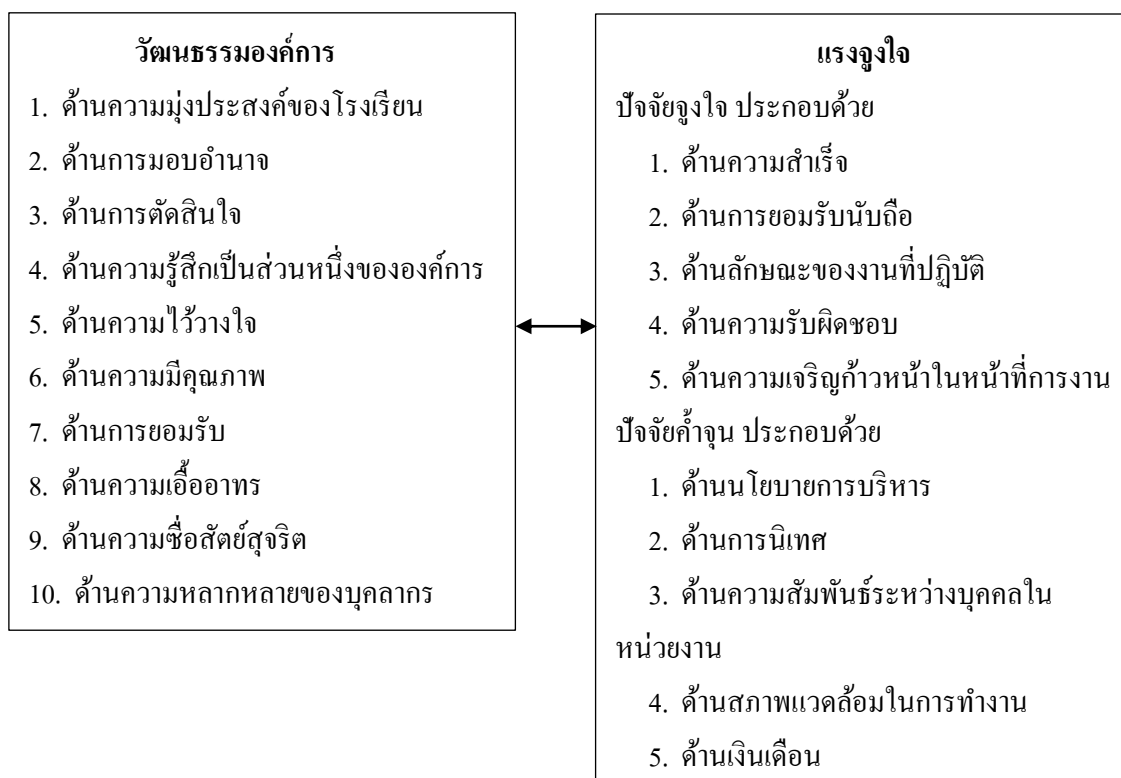 วัฒนธรรมองค์การ
1. ด้านความมุ่งประสงค์ของโรงเรียน
2. ด้านการมอบอำนาจ
3. ด้านการตัดสินใจ
4. ด้านความรู้สึกเป็นส่วนหนึ่งขององค์การ
5. ด้านความไว้วางใจ
6. ด้านความมีคุณภาพ
7. ด้านการยอมรับ
8. ด้านความเอื้ออาทร
9. ด้านความซื่อสัตย์สุจริต
10. ด้านความหลากหลายของบุคลากร
แรงจูงใจ
ปัจจัยจูงใจ ประกอบด้วย
1. ด้านความสำเร็จ
2. ด้านการยอมรับนับถือ
3. ด้านลักษณะของงานที่ปฏิบัติ
4. ด้านความรับผิดชอบ
5. ด้านความเจริญก้าวหน้าในหน้าที่การงาน
ปัจจัยค้ำจุน ประกอบด้วย
1. ด้านนโยบายการบริหาร
2. ด้านการนิเทศ
3. ด้านความสัมพันธ์ระหว่างบุคคลใน
หน่วยงาน
4. ด้านสภาพแวดล้อมในการทำงาน
5. ด้านเงินเดือน